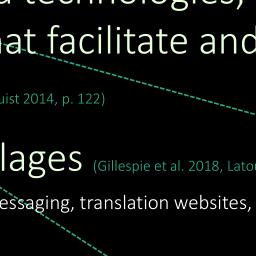 d technologies,
at facilitate and
uist 2014, p. 122)
lages (Gillespie et al. 2018, Lato
essaging, translation websites,